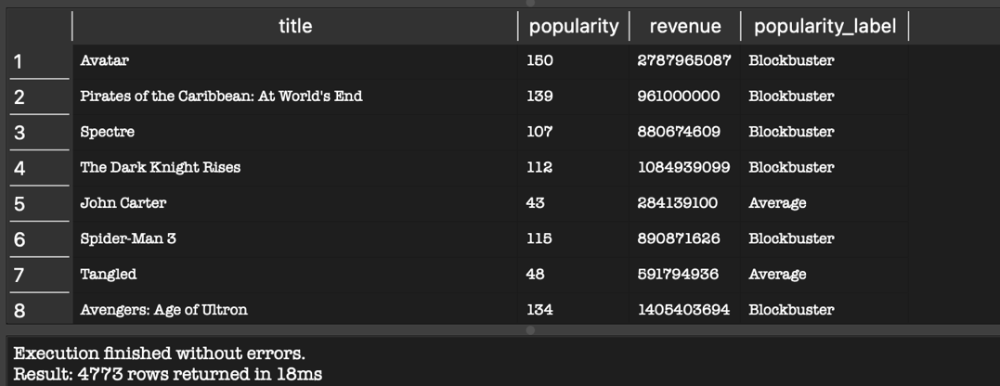 title popularity revenue popularity_label
1 Avatar 150 2787965087 Blockbuster
2 Pirates of the Caribbean: At World's End 139 961000000 Blockbuster
3 Spectre 107 880674609 Blockbuster
4 The Dark Knight Rises 112 1084939099 Blockbuster
5 John Carter 43 284139100 Average
6 Spider-Man 3 115 890871626 Blockbuster
7 Tangled 48 591794936 Average
8 Avengers: Age of Ultron 134 1405403694 Blockbuster
Execution finished without errors.
Result: 4773 rows returned in 18ms